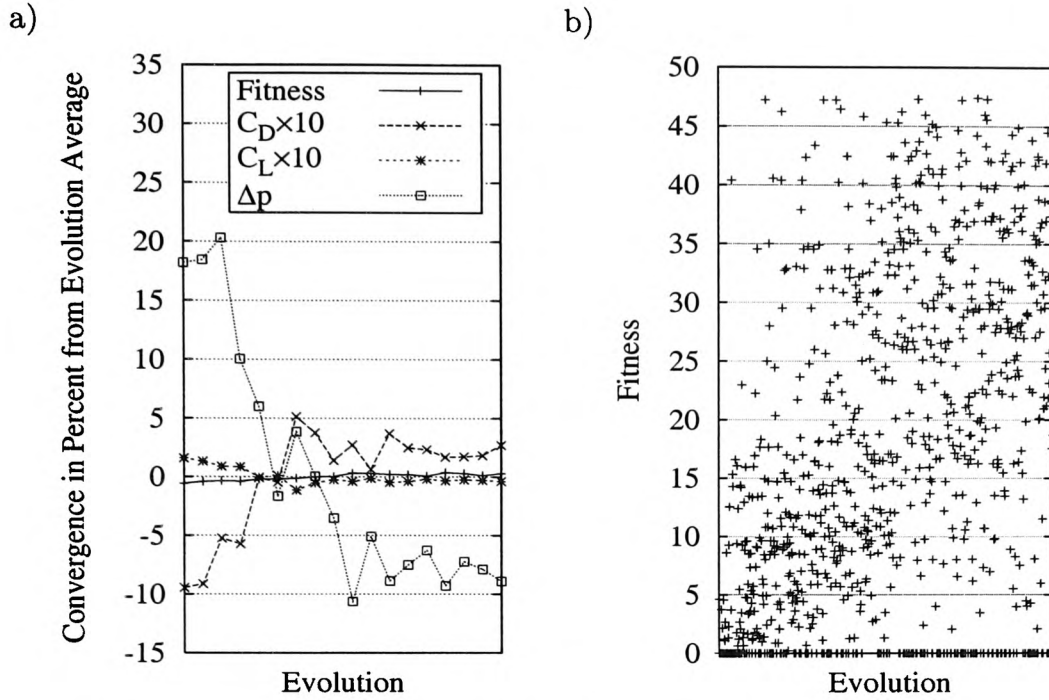 a)
Convergence in Percent from Evolution Average
35
30
25
20
15
10
5
0
-5
-10
-15
Fitness
C_D×10
C_L×10
Δp
Evolution
b)
Fitness
50
45
40
35
30
25
20
15
10
5
0
Evolution